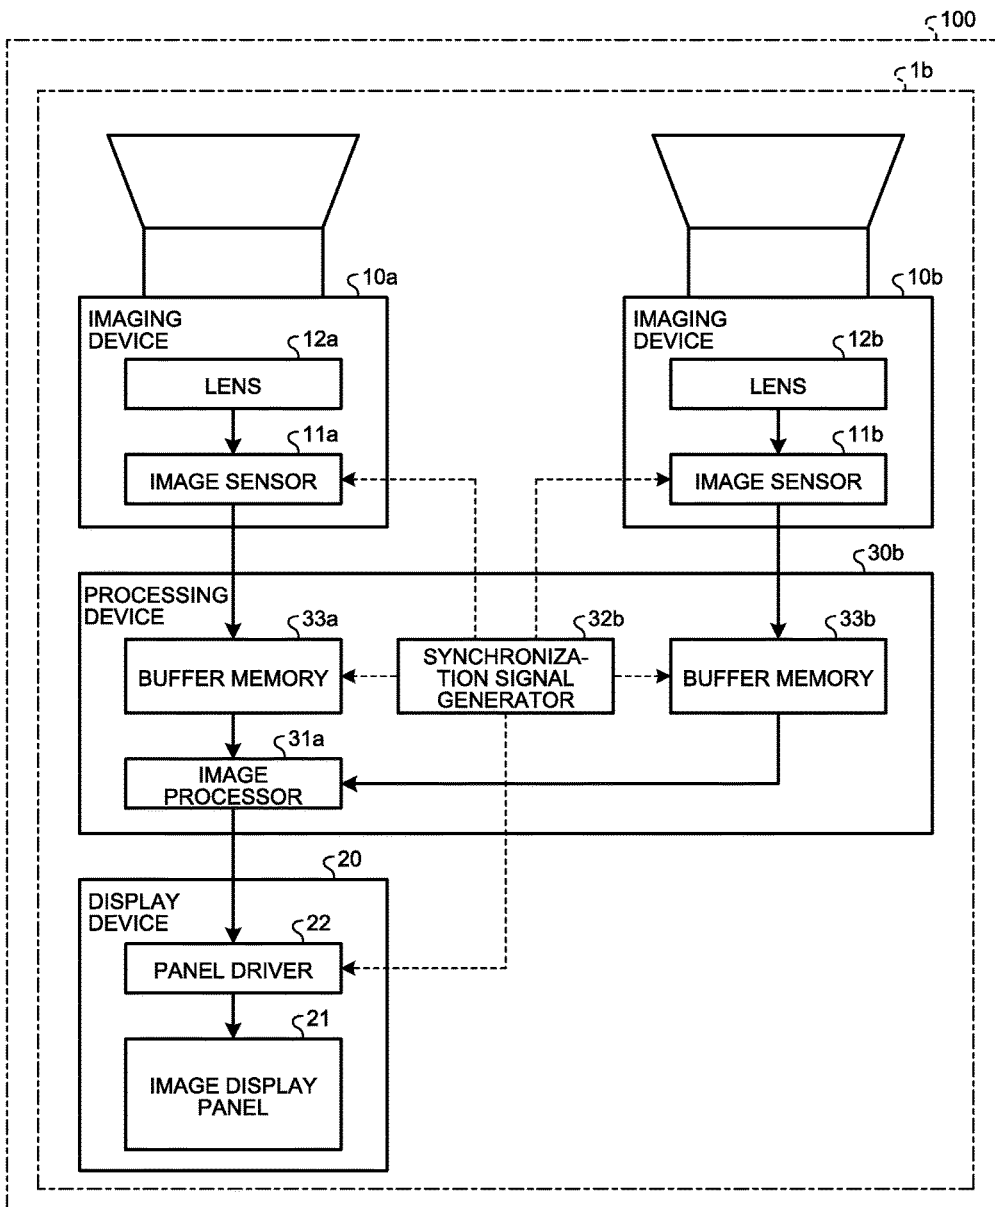 100
1b
10a
10b
IMAGING
DEVICE
IMAGING
DEVICE
12a
12b
LENS
LENS
11a
11b
IMAGE SENSOR
IMAGE SENSOR
30b
PROCESSING
DEVICE
33a
32b
33b
BUFFER MEMORY
SYNCHRONIZA-
TION SIGNAL
GENERATOR
BUFFER MEMORY
31a
IMAGE
PROCESSOR
20
DISPLAY
DEVICE
22
PANEL DRIVER
21
IMAGE DISPLAY
PANEL